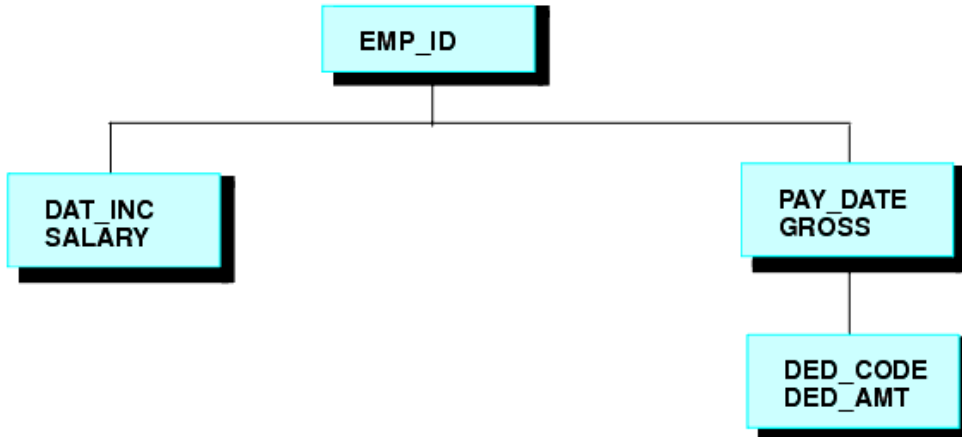 EMP_ID
DAT_INC
SALARY
PAY_DATE
GROSS
DED_CODE
DED_AMT